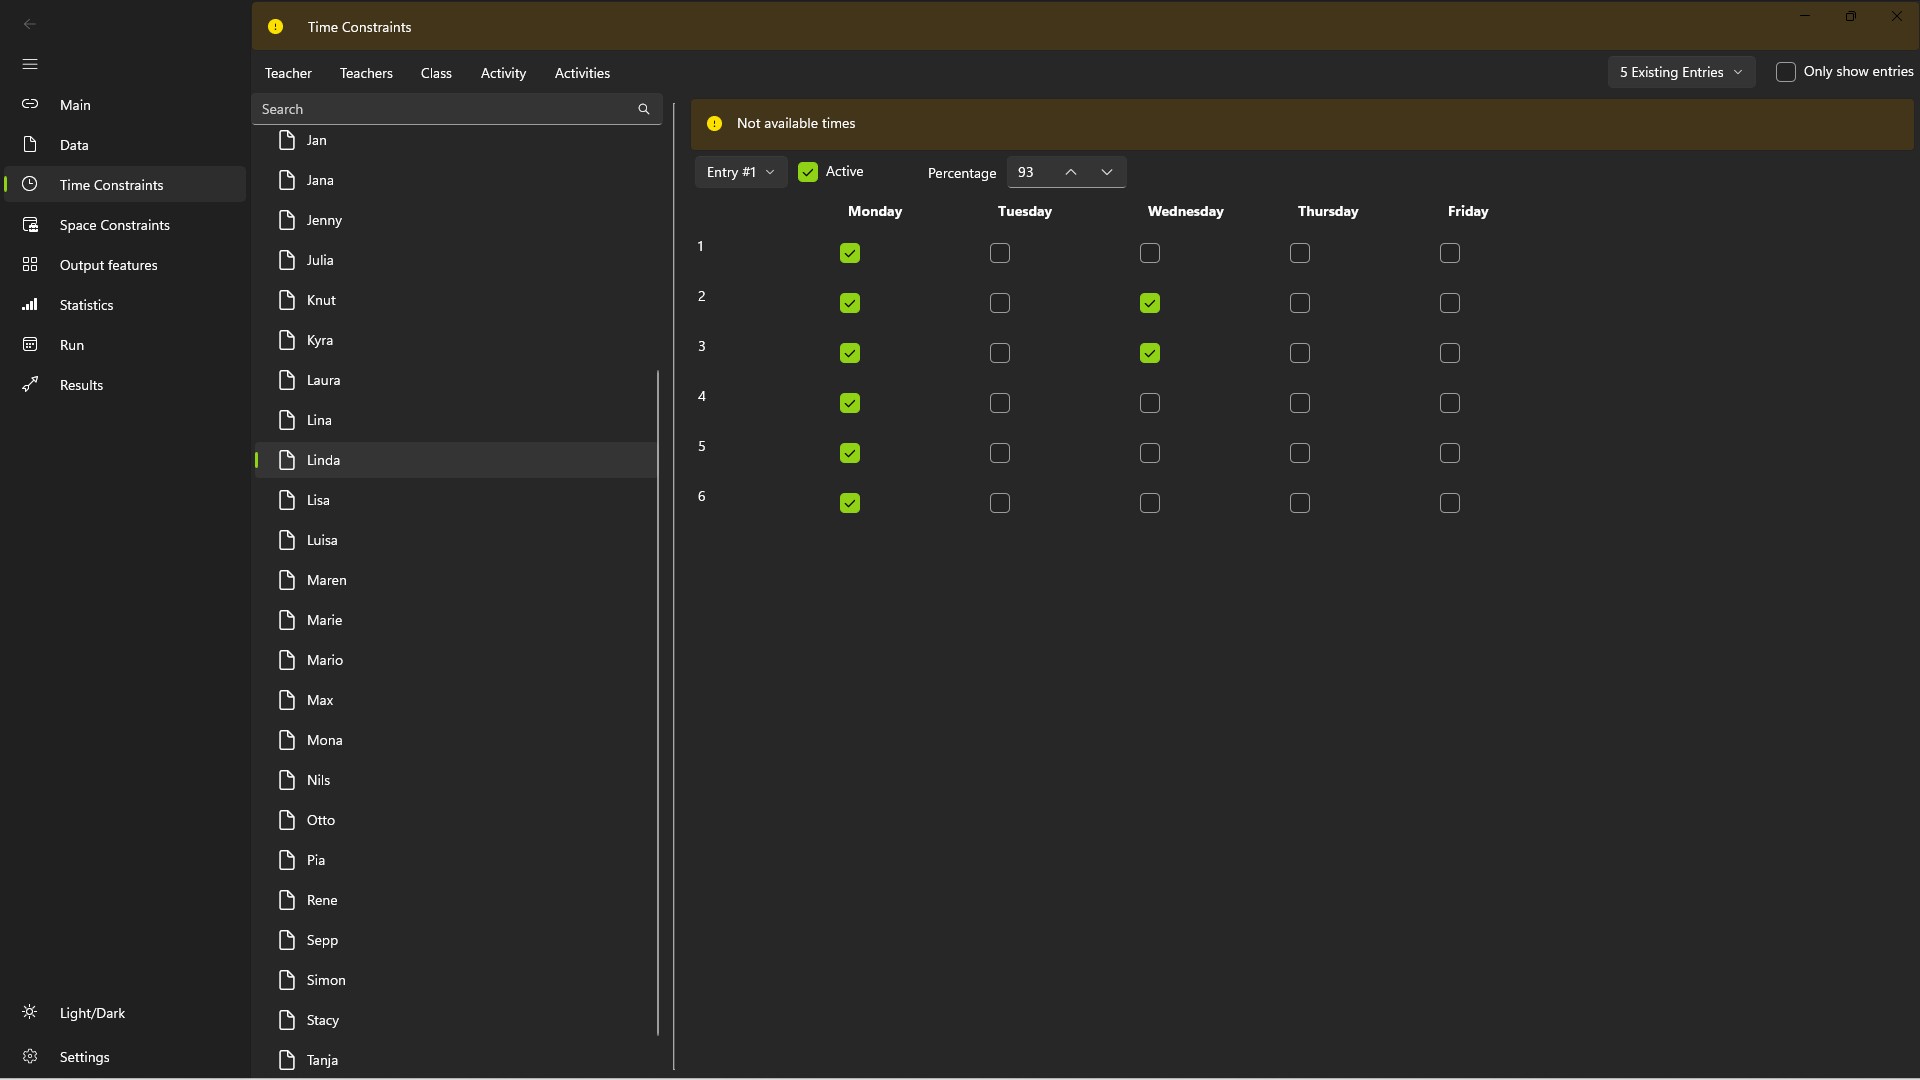 Time Constraints
Main
Data
Time Constraints
Space Constraints
Output features
Statistics
Run
Results
Light/Dark
Settings
Teacher Teachers Class Activity Activities
5 Existing Entries Only show entries
Search
Jan
Jana
Jenny
Julia
Knut
Kyra
Laura
Lina
Linda
Lisa
Luisa
Maren
Marie
Mario
Max
Mona
Nils
Otto
Pia
Rene
Sepp
Simon
Stacy
Tanja
Not available times
Entry #1 Active Percentage 93
Monday Tuesday Wednesday Thursday Friday
1
2
3
4
5
6